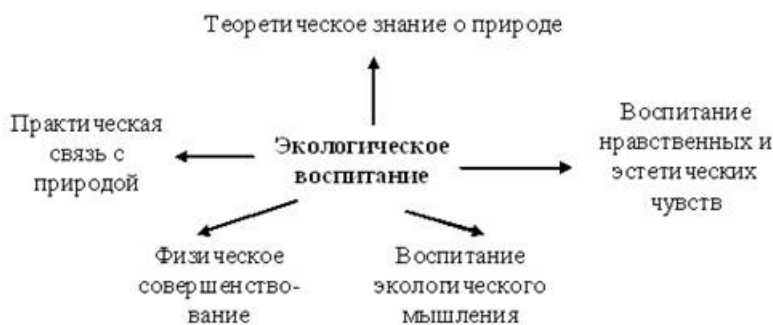 Теоретическое знание о природе
Практическая
связь с
природой
Экологическое
воспитание
Воспитание
нравственных и
эстетических
чувств
Физическое
совершенство-
вание
Воспитание
экологического
мышления